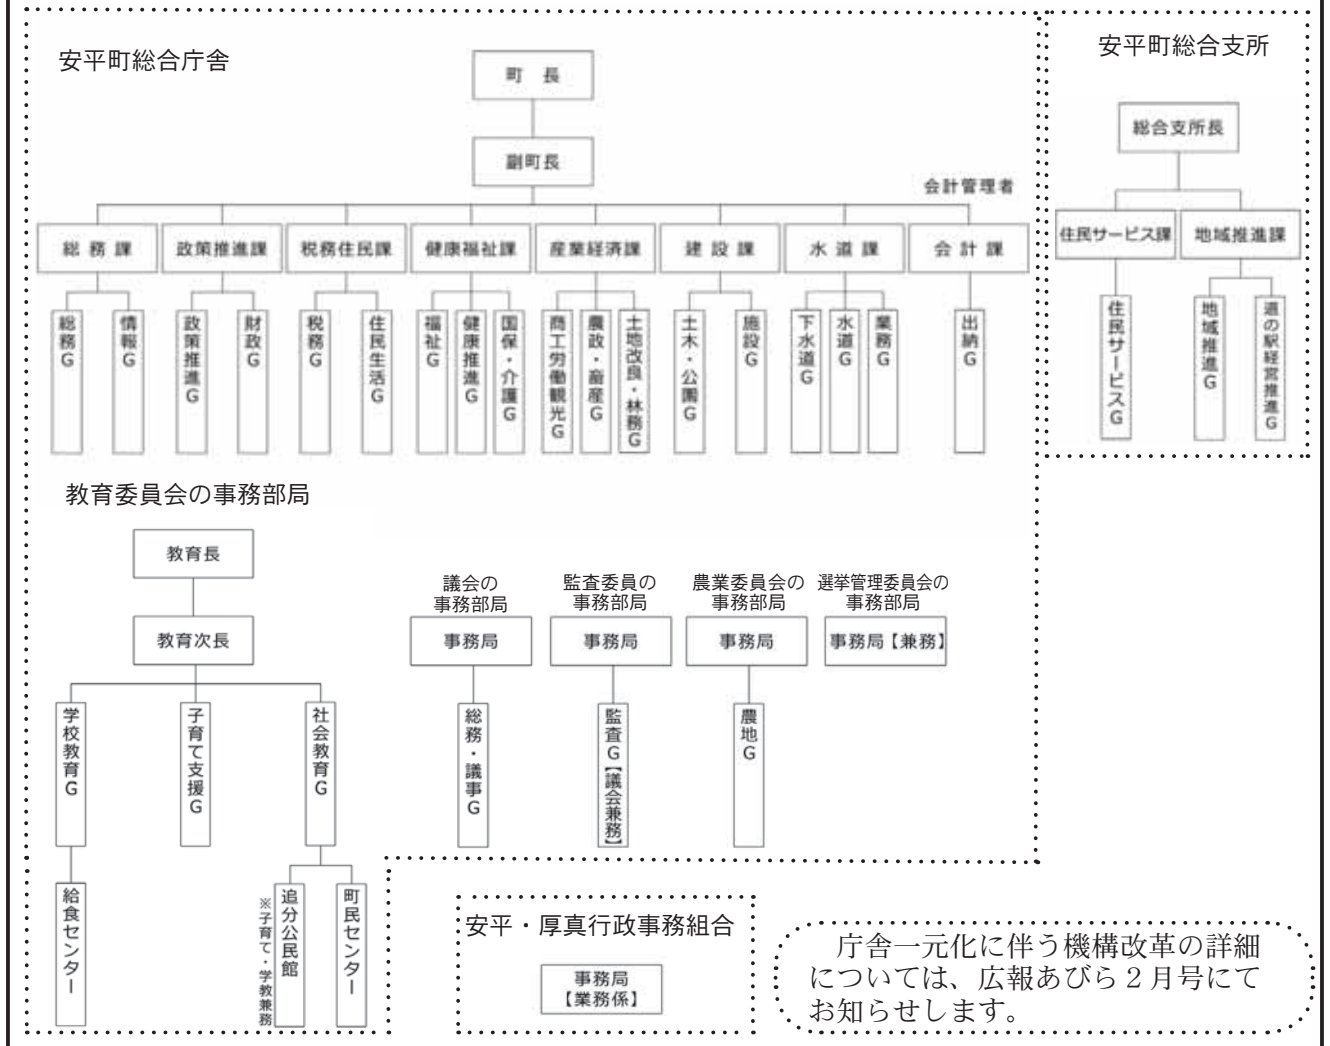 安平町総合庁舎
町長
副町長
会計管理者
総務課
政策推進課
税務住民課
健康福祉課
産業経済課
建設課
水道課
会計課
総務G
情報G
政策推進G
財政G
税務G
住民生活G
福祉G
健康推進G
国保・介護G
商工労働観光G
農政・畜産G
土地改良・林務G
土木・公園G
施設G
下水道G
水道G
業務G
出納G
安平町総合支所
総合支所長
住民サービス課
地域推進課
住民サービスG
地域推進G
道の駅経営推進G
教育委員会の事務部局
教育長
教育次長
学校教育G
子育て支援G
社会教育G
給食センター
追分公民館
※子育て・学教兼務
町民センター
議会の
事務部局
事務局
総務・議事G
監査委員の
事務部局
事務局
監査G【議会兼務】
農業委員会の
事務部局
事務局
農地G
選挙管理委員会の
事務部局
事務局【兼務】
安平・厚真行政事務組合
事務局
【業務係】
庁舎一元化に伴う機構改革の詳細
については、広報あびら２月号にて
お知らせします。